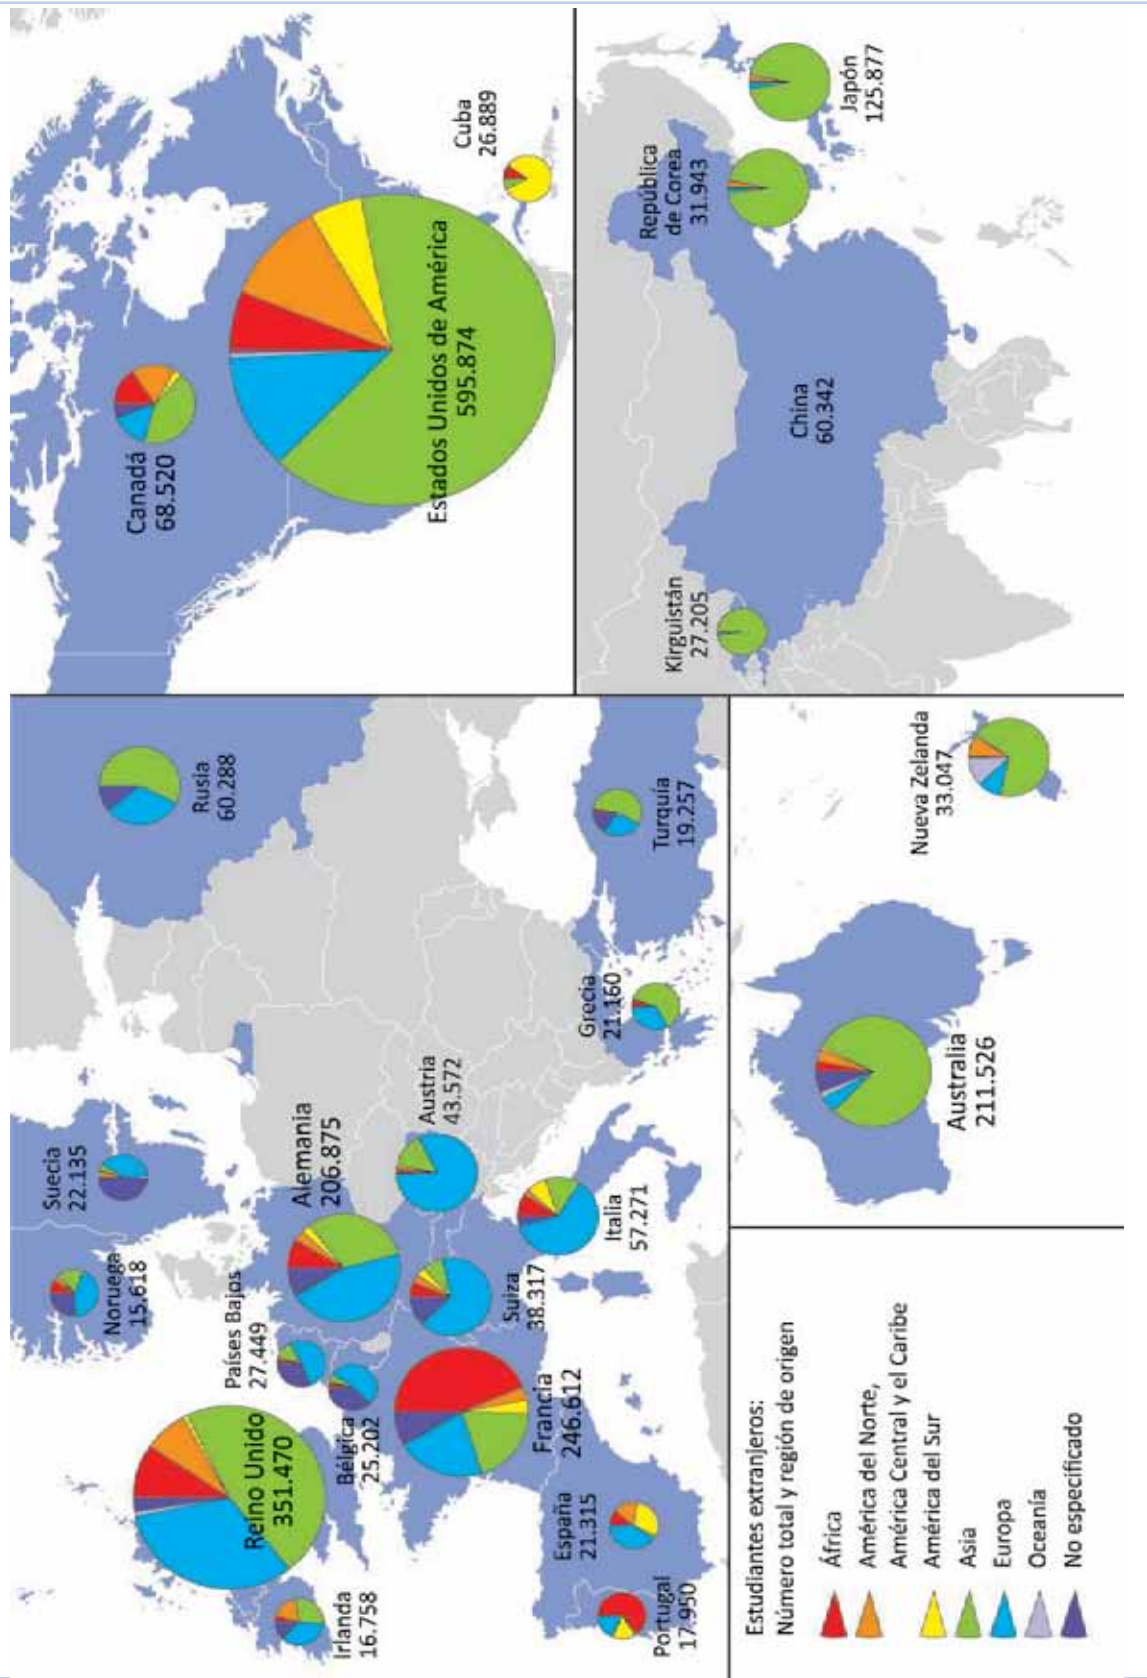 Canadá
68.520
Estados Unidos de América
595.874
Cuba
26.889
República
de Corea
31.943
Japón
125.877
China
60.342
Kirguistán
27.205
Rusia
60.288
Turquía
19.257
Grecia
21.160
Suecia
22.135
Noruega
15.618
Alemania
206.875
Austria
43.572
Países Bajos
27.449
Bélgica
25.202
Suiza
38.317
Italia
57.271
Reino Unido
351.470
Francia
246.612
Irlanda
16.758
España
21.315
Portugal
17.950
Nueva Zelanda
33.047
Australia
211.526
Estudiantes extranjeros:
Número total y región de origen
África
América del Norte,
América Central y el Caribe
América del Sur
Asia
Europa
Oceanía
No especificado